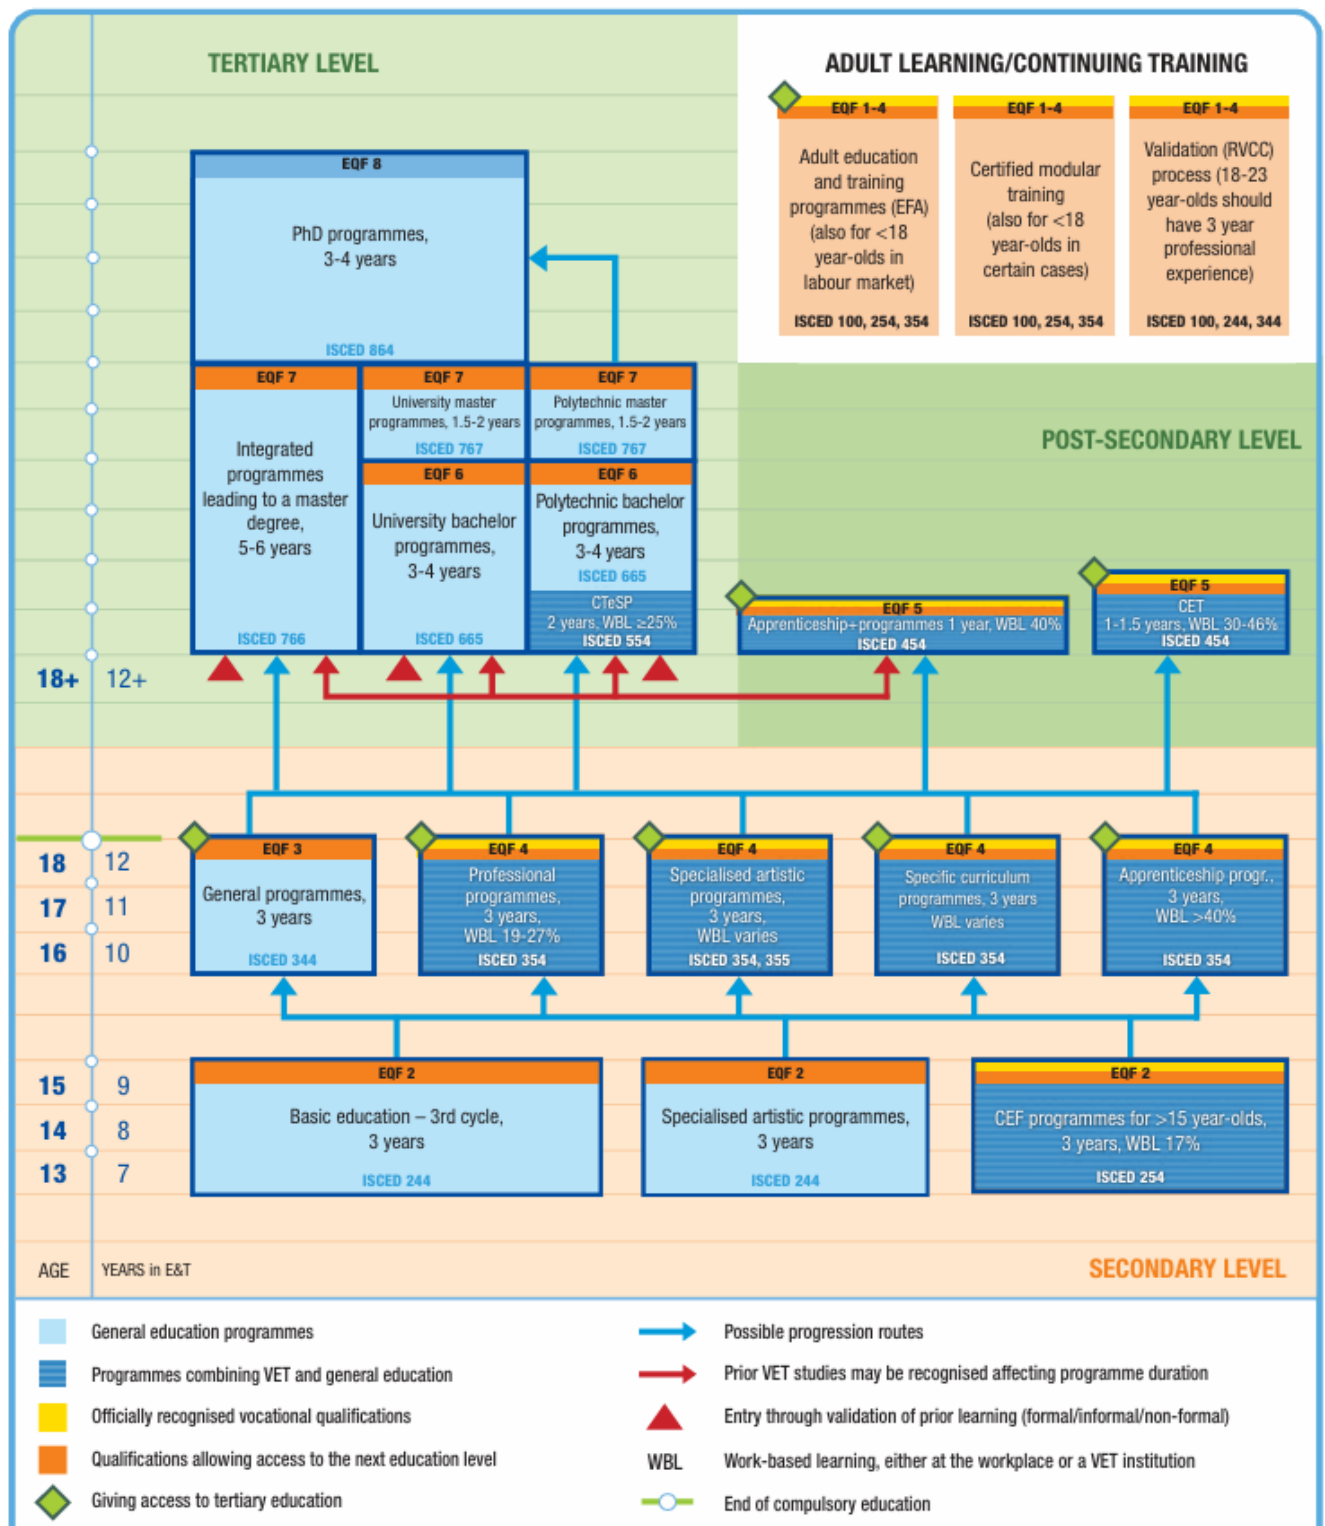 TERTIARY LEVEL
ADULT LEARNING/CONTINUING TRAINING
EQF 1-4
Adult education
and training
programmes (EFA)
(also for <18
year-olds in
labour market)
ISCED 100, 254, 354
EQF 1-4
Certified modular
training
(also for <18
year-olds in
certain cases)
ISCED 100, 254, 354
EQF 1-4
Validation (RVCC)
process (18-23
year-olds should
have 3 year
professional
experience)
ISCED 100, 244, 344
EQF 8
PhD programmes,
3-4 years
ISCED 864
EQF 7
Integrated
programmes
leading to a master
degree,
5-6 years
ISCED 766
EQF 7
University master
programmes, 1.5-2 years
ISCED 767
EQF 6
University bachelor
programmes,
3-4 years
ISCED 665
EQF 7
Polytechnic master
programmes, 1.5-2 years
ISCED 767
EQF 6
Polytechnic bachelor
programmes,
3-4 years
ISCED 665
CTeSP
2 years, WBL ≥25%
ISCED 554
POST-SECONDARY LEVEL
EQF 5
Apprenticeship+programmes 1 year, WBL 40%
ISCED 454
EQF 5
CET
1-1.5 years, WBL 30-46%
ISCED 454
18+ 12+
18 12
17 11
16 10
EQF 3
General programmes,
3 years
ISCED 344
EQF 4
Professional
programmes,
3 years,
WBL 19-27%
ISCED 354
EQF 4
Specialised artistic
programmes,
3 years,
WBL varies
ISCED 354, 355
EQF 4
Specific curriculum
programmes, 3 years
WBL varies
ISCED 354
EQF 4
Apprenticeship progr.,
3 years,
WBL >40%
ISCED 354
15 9
14 8
13 7
EQF 2
Basic education – 3rd cycle,
3 years
ISCED 244
EQF 2
Specialised artistic programmes,
3 years
ISCED 244
EQF 2
CEF programmes for >15 year-olds,
3 years, WBL 17%
ISCED 254
AGE YEARS in E&T
SECONDARY LEVEL
General education programmes
Programmes combining VET and general education
Officially recognised vocational qualifications
Qualifications allowing access to the next education level
Giving access to tertiary education
Possible progression routes
Prior VET studies may be recognised affecting programme duration
Entry through validation of prior learning (formal/informal/non-formal)
WBL Work-based learning, either at the workplace or a VET institution
End of compulsory education